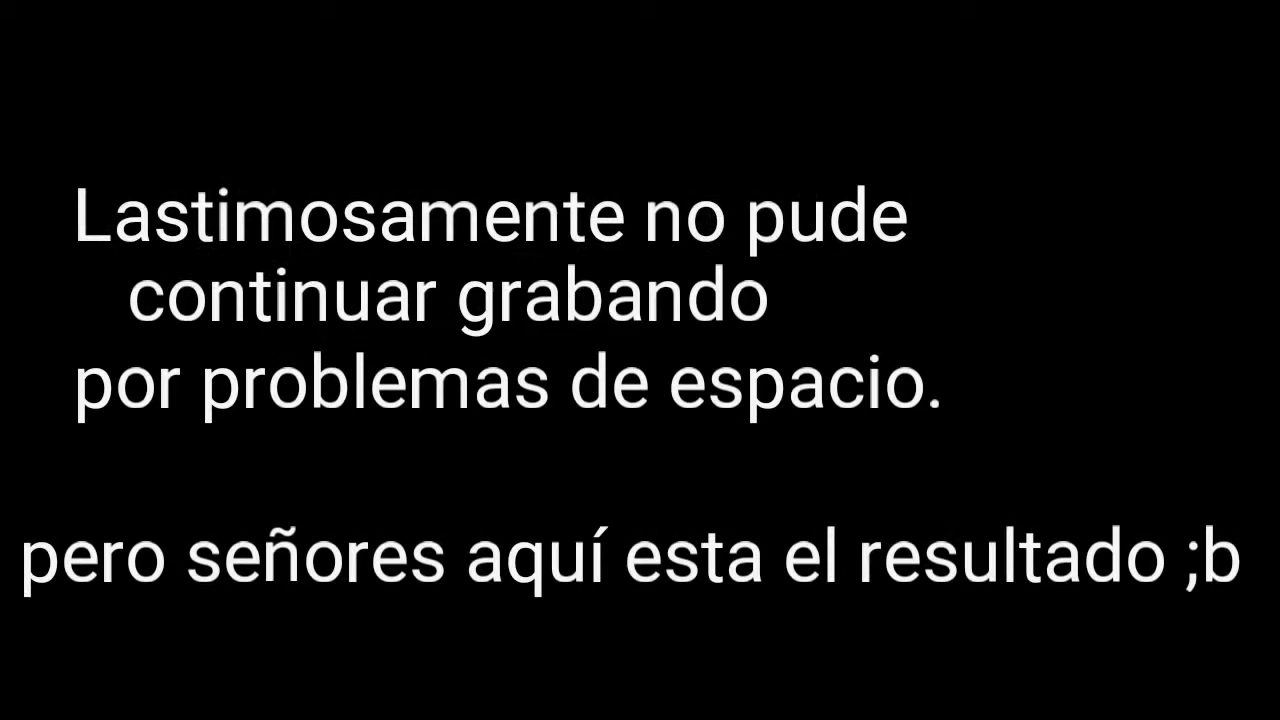 Lastimosamente no pude
continuar grabando
por problemas de espacio.
pero señores aquí esta el resultado ;b